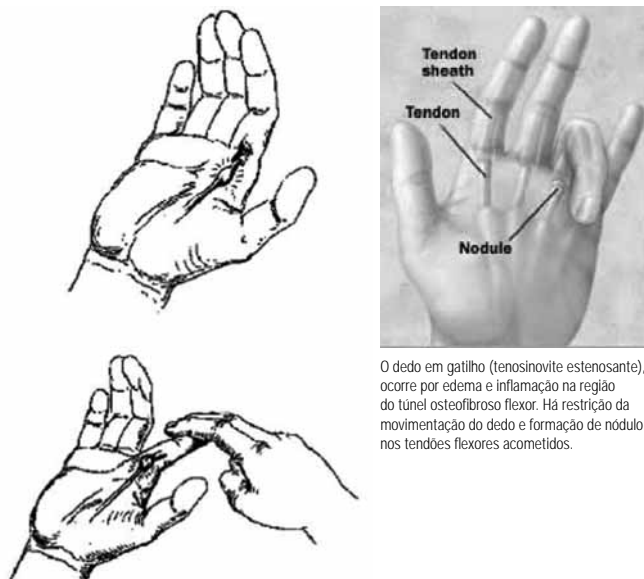 Tendon
sheath
Tendon
Nodule
O dedo em gatilho (tenosinovite estenosante),
ocorre por edema e inflamação na região
do túnel osteofibroso flexor. Há restrição da
movimentação do dedo e formação de nódulo
nos tendões flexores acometidos.